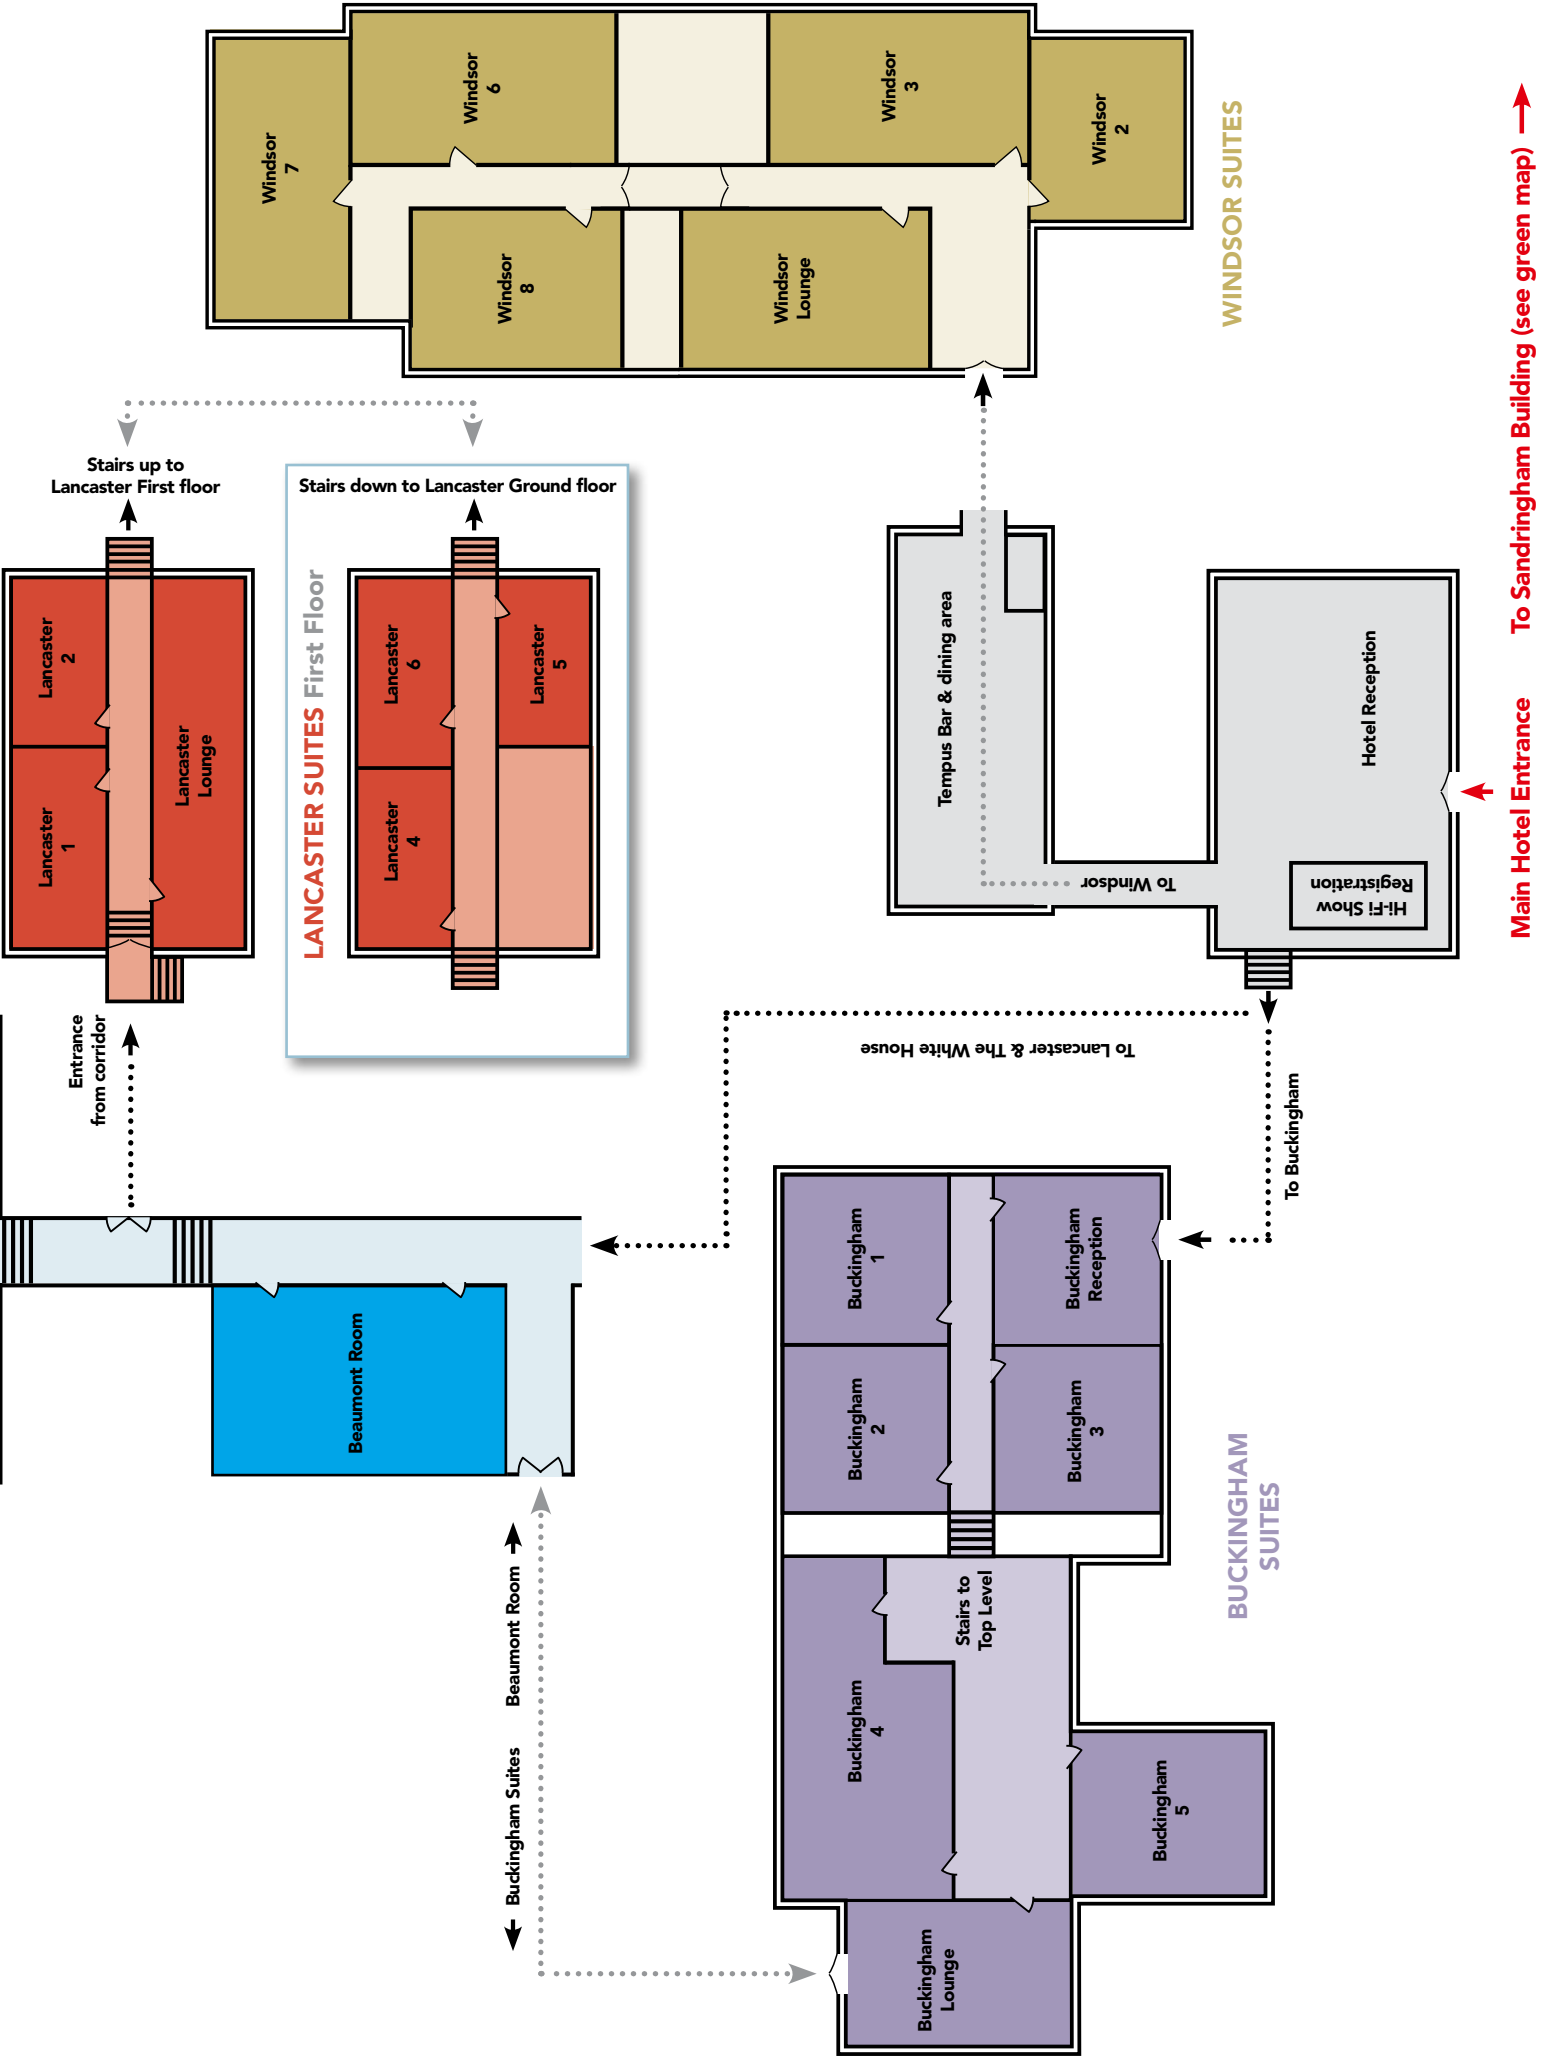 Windsor
7
Windsor
6
Windsor
3
Windsor
2
Windsor
8
Windsor
Lounge
WINDSOR SUITES
Stairs up to
Lancaster First floor
Lancaster
1
Lancaster
2
Lancaster
Lounge
Entrance
from corridor
LANCASTER SUITES First Floor
Stairs down to Lancaster Ground floor
Lancaster
4
Lancaster
6
Lancaster
5
Tempus Bar & dining area
To Windsor
Hotel Reception
Hi-Fi Show
Registration
Main Hotel Entrance
To Sandringham Building (see green map)
To Lancaster & The White House
To Buckingham
Beaumont Room
Buckingham Suites
Beaumont Room
Buckingham
1
Buckingham
2
Buckingham
Reception
Buckingham
3
Stairs to
Top Level
Buckingham
4
Buckingham
5
Buckingham
Lounge
BUCKINGHAM
SUITES